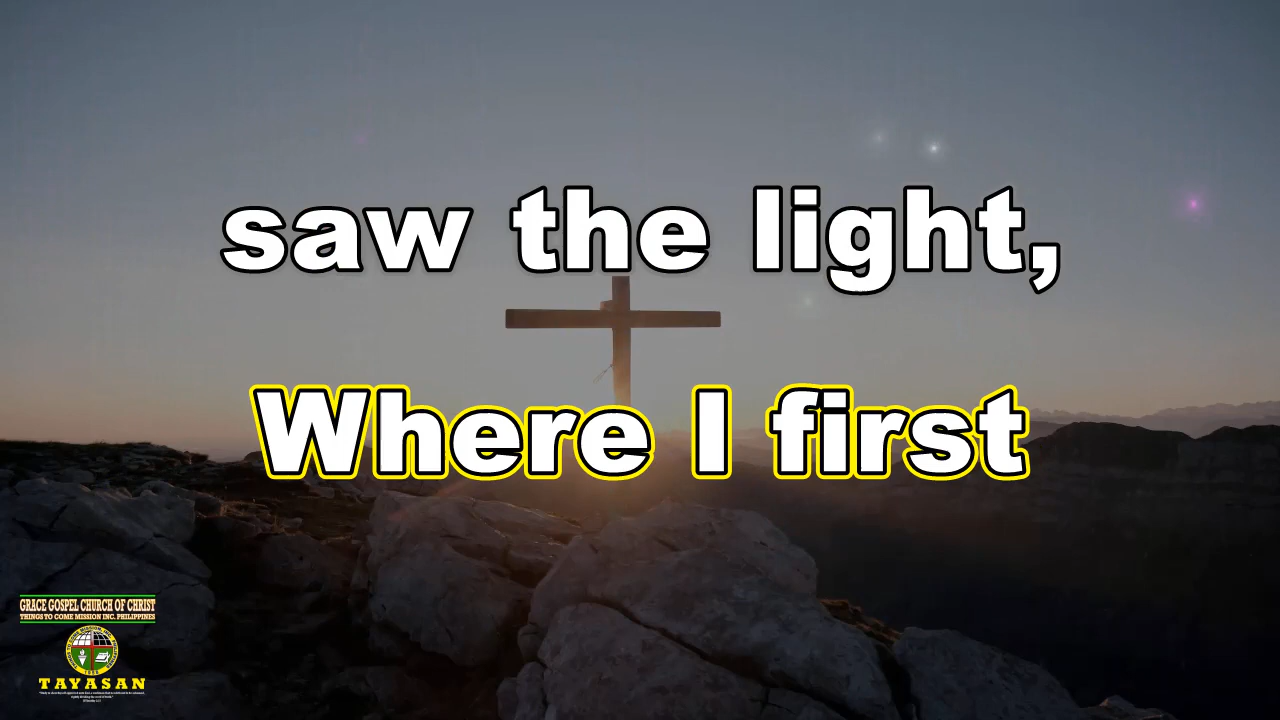 saw the light,
Where I first
GRACE GOSPEL CHURCH OF CHRIST
THINGS TO COME MISSION INC. PHILIPPINES
TAYASAN